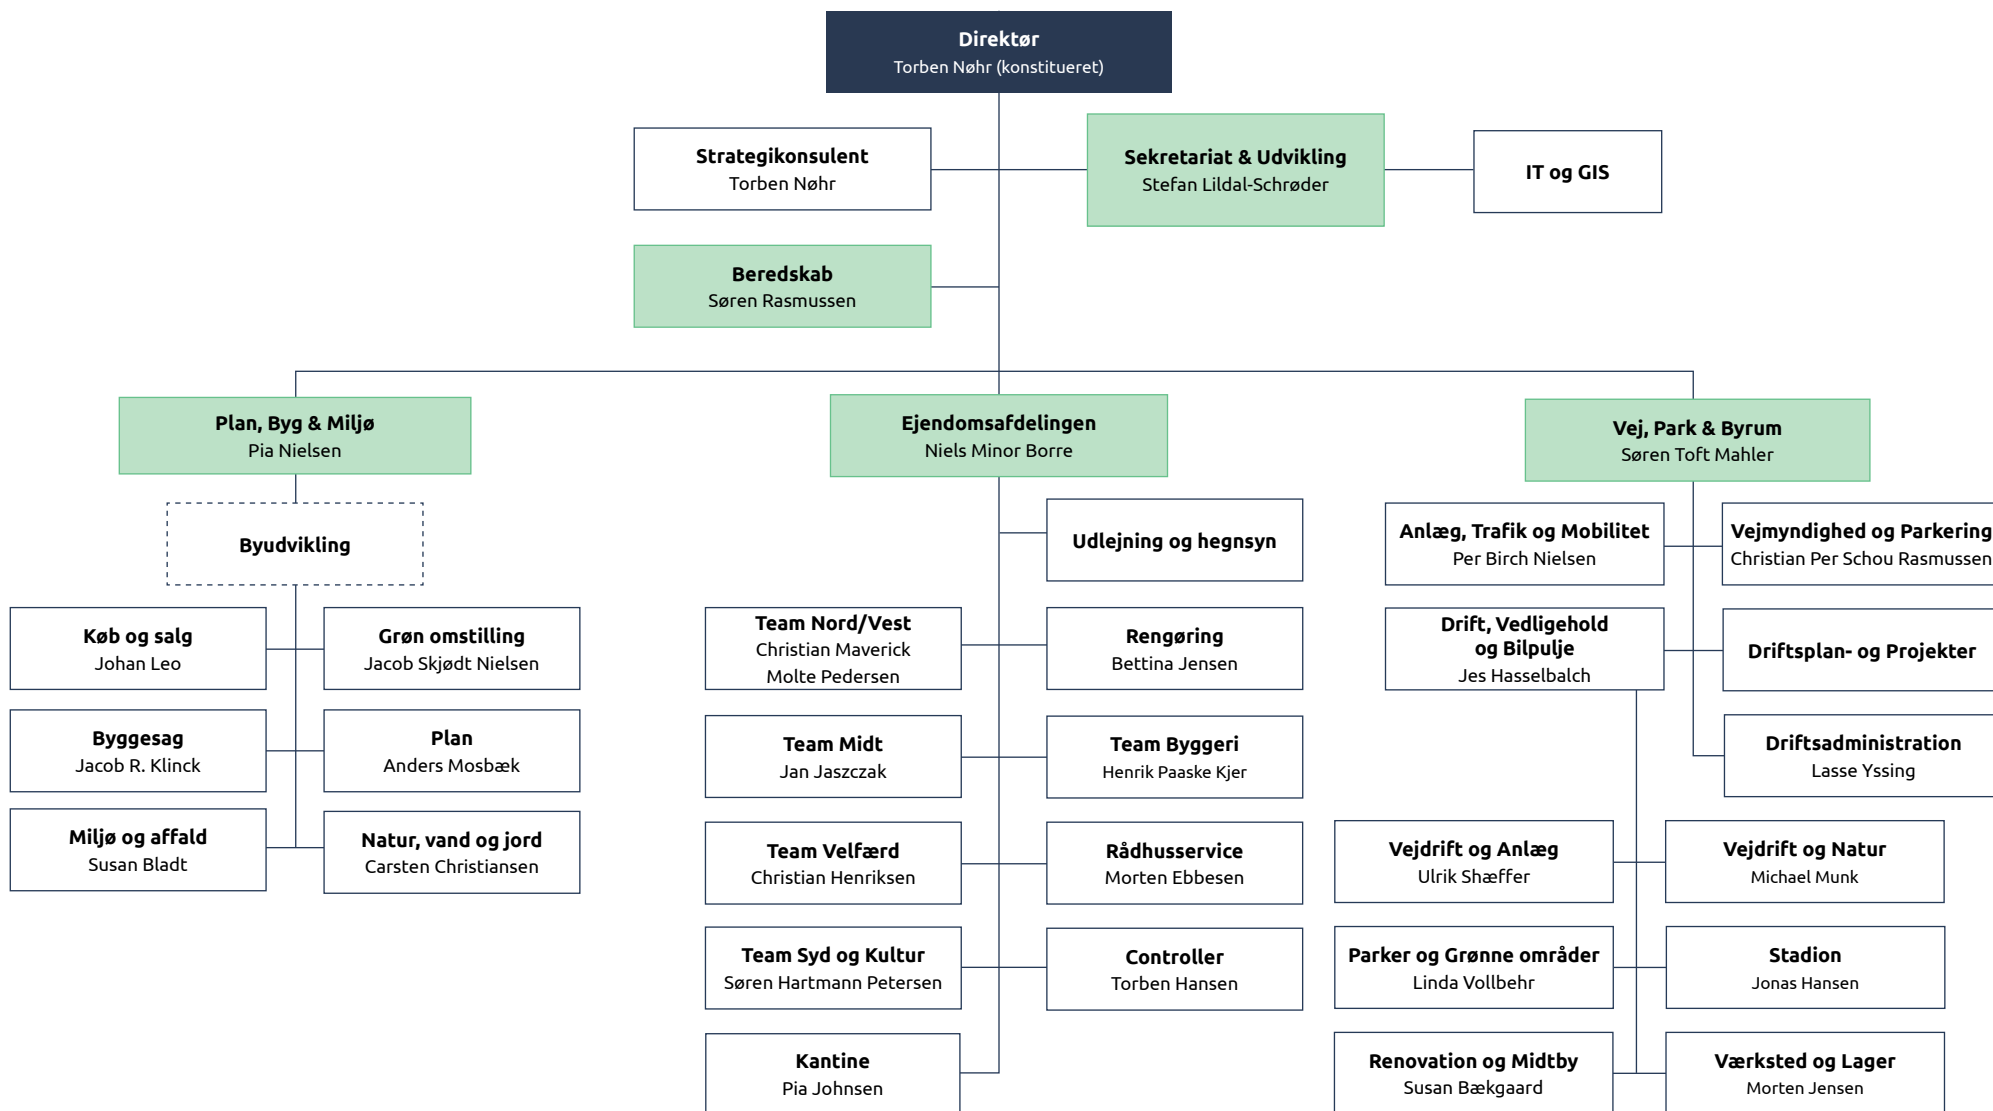 Direktør
Torben Nøhr (konstitueret)
Strategikonsulent
Torben Nøhr
Sekretariat & Udvikling
Stefan Lildal-Schrøder
IT og GIS
Beredskab
Søren Rasmussen
Plan, Byg & Miljø
Pia Nielsen
Byudvikling
Køb og salg
Johan Leo
Grøn omstilling
Jacob Skjødt Nielsen
Byggesag
Jacob R. Klinck
Plan
Anders Mosbæk
Miljø og affald
Susan Bladt
Natur, vand og jord
Carsten Christiansen
Ejendomsafdelingen
Niels Minor Borre
Udlejning og hegnsyn
Team Nord/Vest
Christian Maverick
Molte Pedersen
Rengøring
Bettina Jensen
Team Midt
Jan Jaszczak
Team Byggeri
Henrik Paaske Kjer
Team Velfærd
Christian Henriksen
Rådhusservice
Morten Ebbesen
Team Syd og Kultur
Søren Hartmann Petersen
Controller
Torben Hansen
Kantine
Pia Johnsen
Vej, Park & Byrum
Søren Toft Mahler
Anlæg, Trafik og Mobilitet
Per Birch Nielsen
Vejmyndighed og Parkering
Christian Per Schou Rasmussen
Drift, Vedligehold
og Bilpulje
Jes Hasselbalch
Driftsplan- og Projekter
Driftsadministration
Lasse Yssing
Vejdrift og Anlæg
Ulrik Shæffer
Vejdrift og Natur
Michael Munk
Parker og Grønne områder
Linda Vollbehr
Stadion
Jonas Hansen
Renovation og Midtby
Susan Bækgaard
Værksted og Lager
Morten Jensen